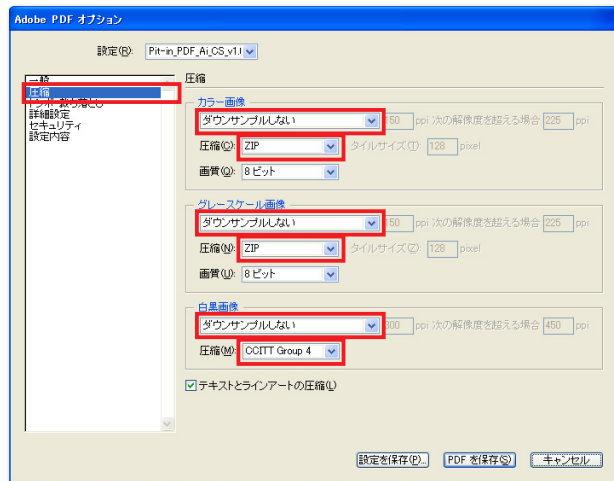 Adobe PDF オプション
設定(R): Pit-in_PDF_Ai_CS_v1.
一般
圧縮
トンボと裁ち落とし
詳細設定
セキュリティ
設定内容
圧縮
カラー画像
ダウンサンプルしない 150 ppi 次の解像度を超える場合 225 ppi
圧縮(C): ZIP タイルサイズ(T): 128 pixel
画質(Q): 8 ビット
グレースケール画像
ダウンサンプルしない 150 ppi 次の解像度を超える場合 225 ppi
圧縮(N): ZIP タイルサイズ(Z): 128 pixel
画質(U): 8 ビット
白黒画像
ダウンサンプルしない 300 ppi 次の解像度を超える場合 450 ppi
圧縮(M): CCITT Group 4
テキストとラインアートの圧縮(L)
設定を保存(P)... PDF を保存(S) キャンセル